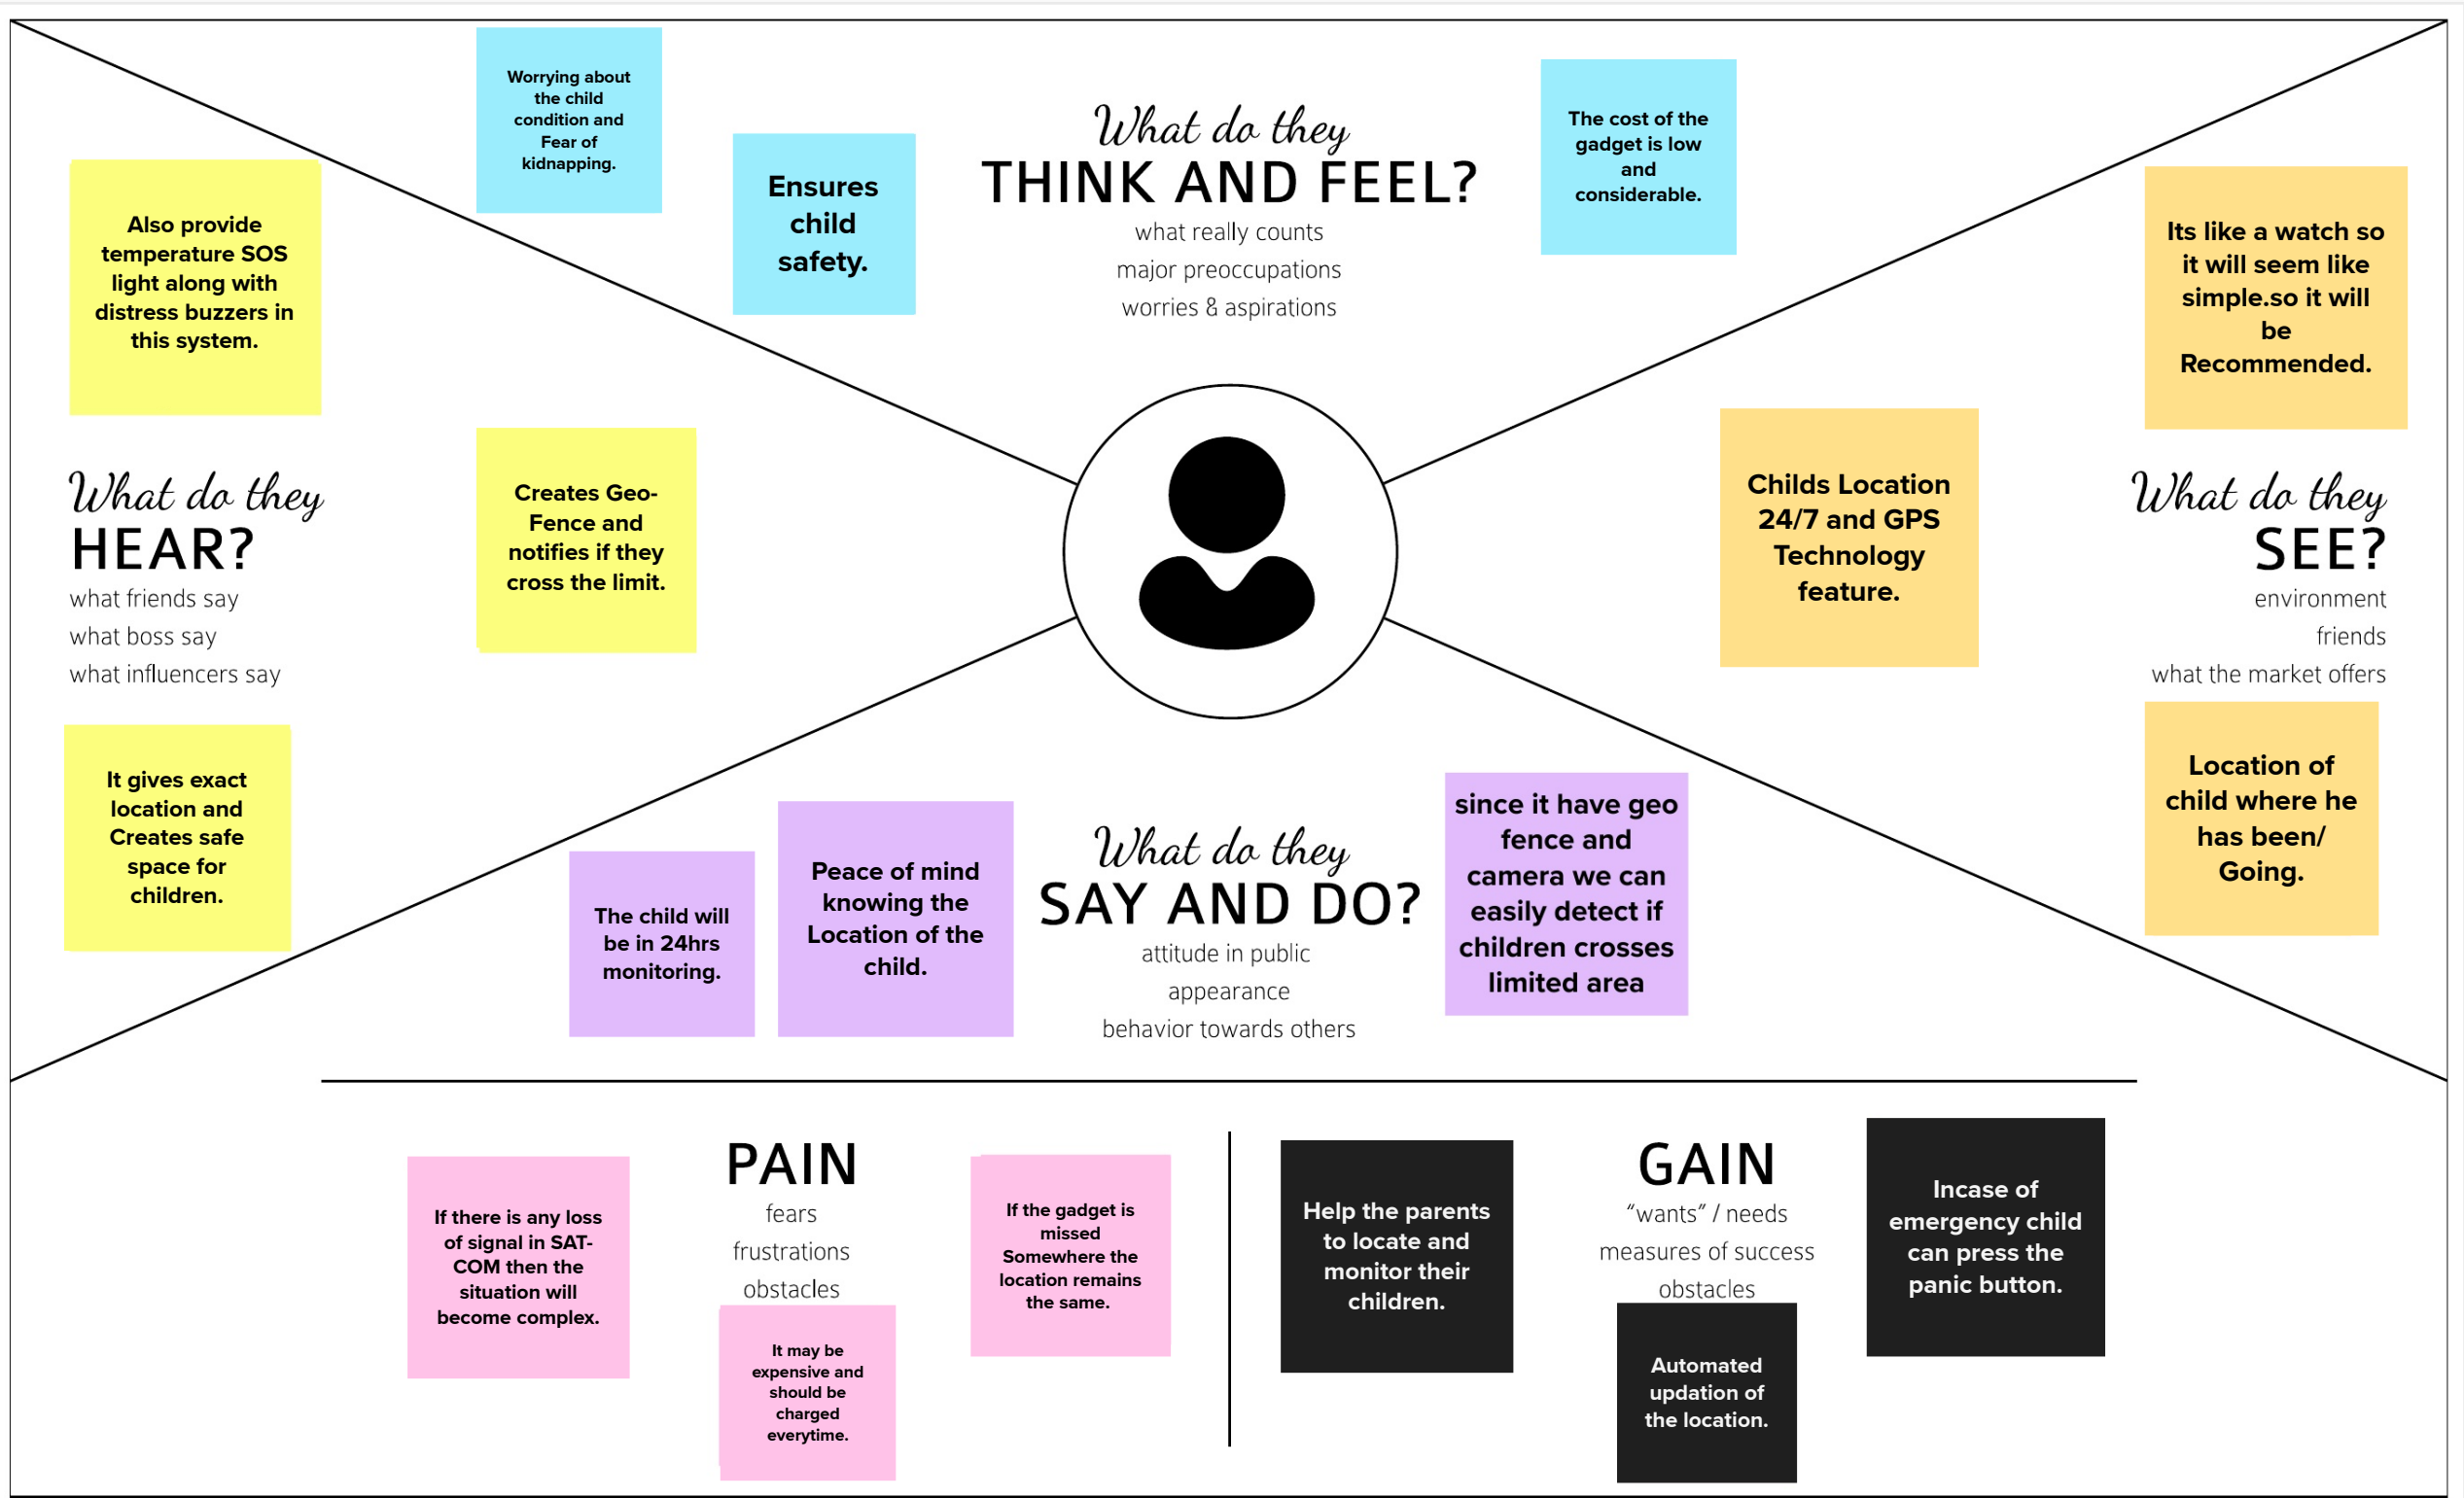 Worrying about
the child
condition and
Fear of
kidnapping.
Ensures
child
safety.
What do they
THINK AND FEEL?
what really counts
major preoccupations
worries & aspirations
The cost of the
gadget is low
and
considerable.
Also provide
temperature SOS
light along with
distress buzzers in
this system.
What do they
HEAR?
what friends say
what boss say
what influencers say
Creates Geo-
Fence and
notifies if they
cross the limit.
It gives exact
location and
Creates safe
space for
children.
Its like a watch so
it will seem like
simple.so it will
be
Recommended.
Childs Location
24/7 and GPS
Technology
feature.
What do they
SEE?
environment
friends
what the market offers
Location of
child where he
has been/
Going.
The child will
be in 24hrs
monitoring.
Peace of mind
knowing the
Location of the
child.
What do they
SAY AND DO?
attitude in public
appearance
behavior towards others
since it have geo
fence and
camera we can
easily detect if
children crosses
limited area
If there is any loss
of signal in SAT-
COM then the
situation will
become complex.
PAIN
fears
frustrations
obstacles
It may be
expensive and
should be
charged
everytime.
If the gadget is
missed
Somewhere the
location remains
the same.
Help the parents
to locate and
monitor their
children.
GAIN
“wants” / needs
measures of success
obstacles
Automated
updation of
the location.
Incase of
emergency child
can press the
panic button.